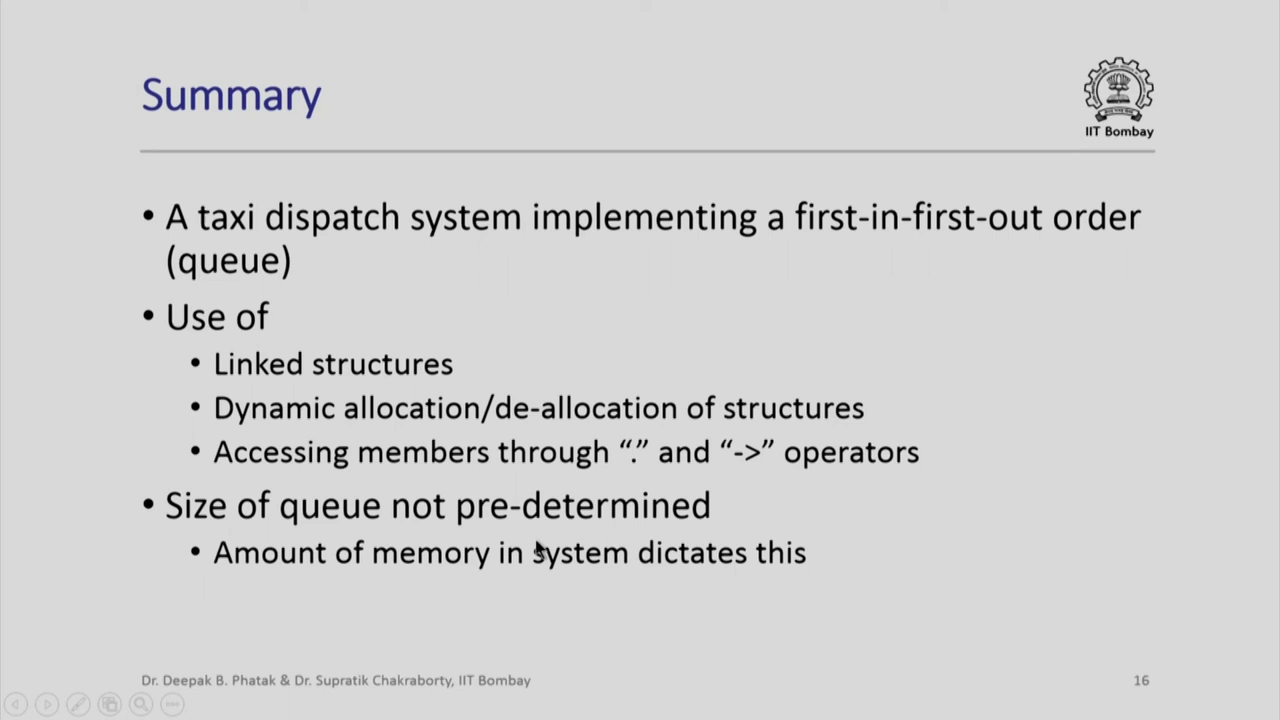 Summary
IIT Bombay
• A taxi dispatch system implementing a first-in-first-out order
(queue)
• Use of
• Linked structures
• Dynamic allocation/de-allocation of structures
• Accessing members through “.” and “->” operators
• Size of queue not pre-determined
• Amount of memory in system dictates this
Dr. Deepak B. Phatak & Dr. Supratik Chakraborty, IIT Bombay
16